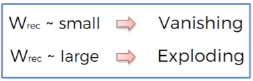 Wrec ~ small ⇨ Vanishing
Wrec ~ large ⇨ Exploding